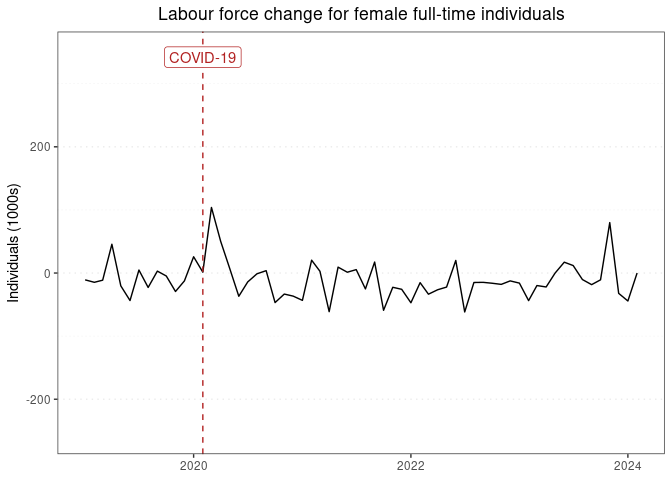 Labour force change for female full-time individuals
COVID-19
200
0
-200
Individuals (1000s)
2020
2022
2024